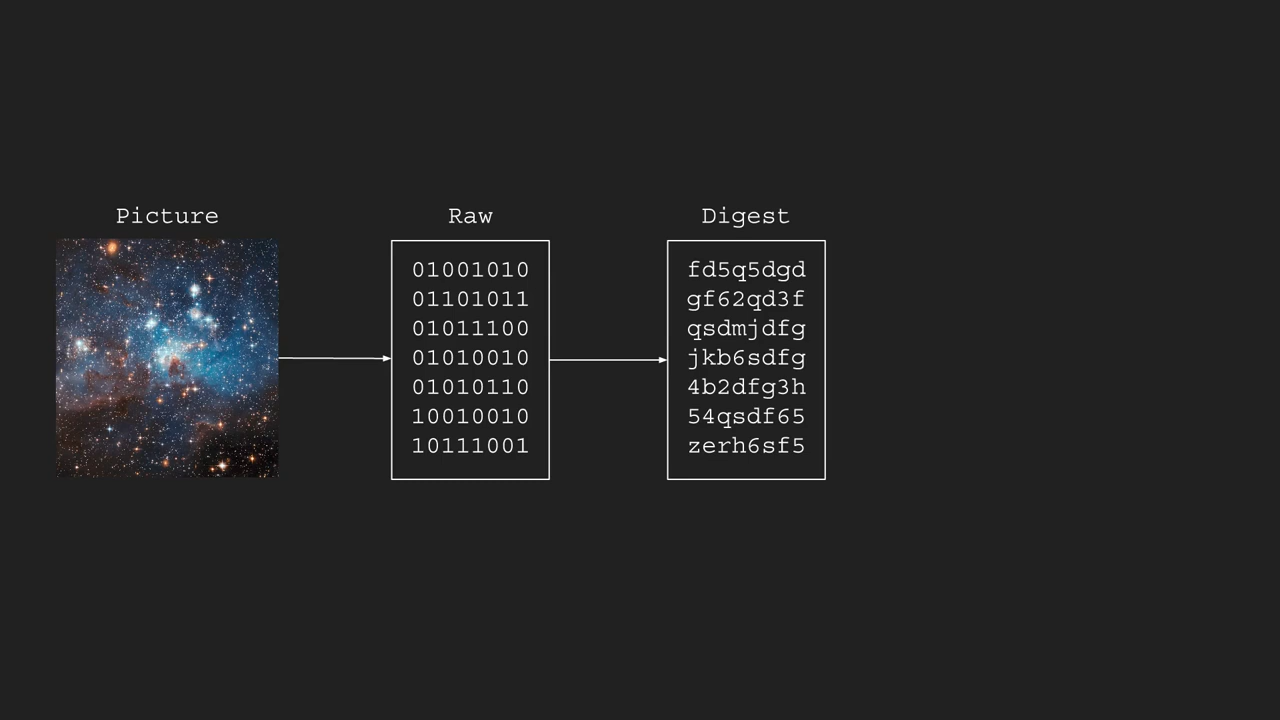 Picture
Raw
Digest
01001010
01101011
01011100
01010010
01010110
10010010
10111001
fd5q5dgd
gf62qd3f
qsdmjdfg
jkb6sdfg
4b2dfg3h
54qsdf65
zerh6sf5